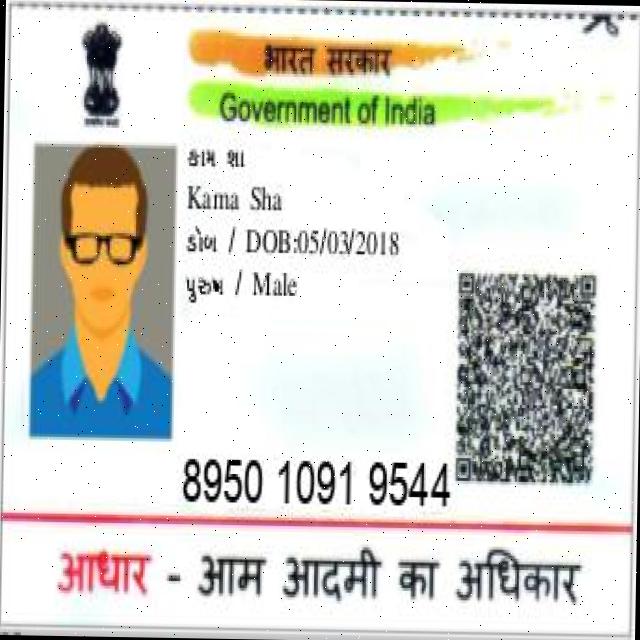 भारत सरकार
Government of India
કામ શા
Kama Sha
ડોબ / DOB:05/03/2018
પુરુષ / Male
8950 1091 9544
आधार - आम आदमी का अधिकार